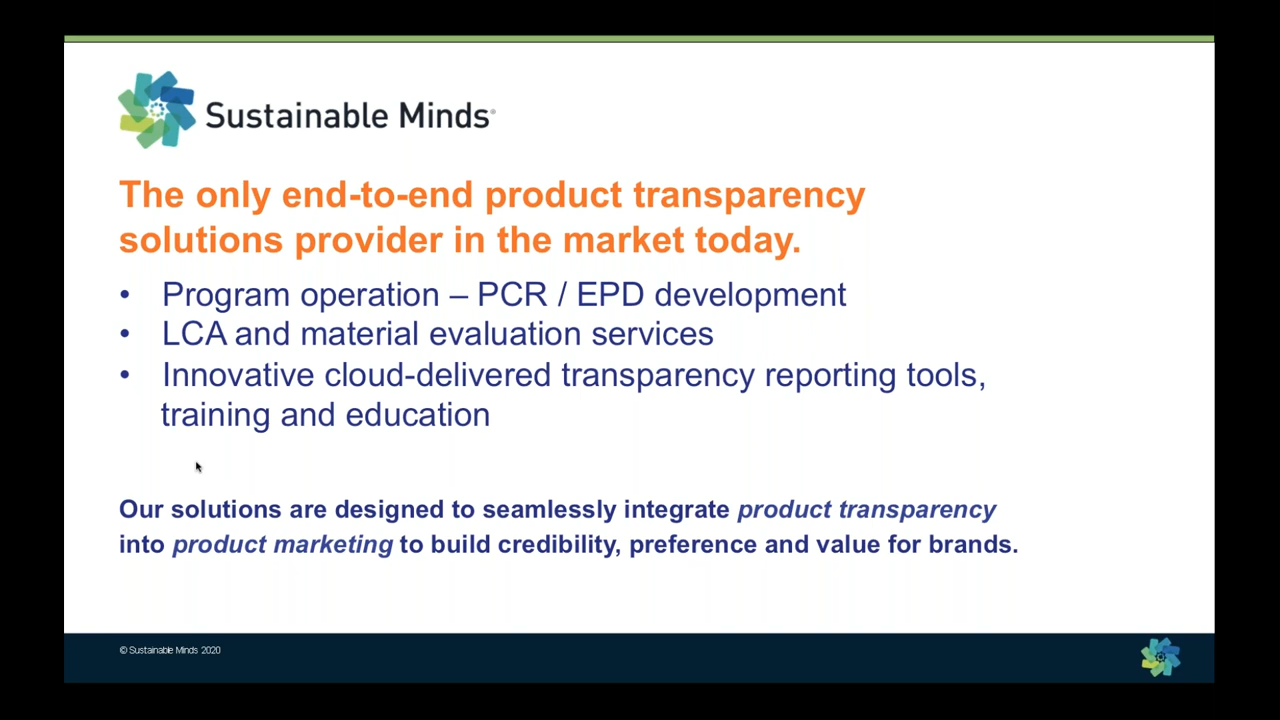 Sustainable Minds®
The only end-to-end product transparency
solutions provider in the market today.
• Program operation – PCR / EPD development
• LCA and material evaluation services
• Innovative cloud-delivered transparency reporting tools,
training and education
Our solutions are designed to seamlessly integrate product transparency
into product marketing to build credibility, preference and value for brands.
© Sustainable Minds 2020